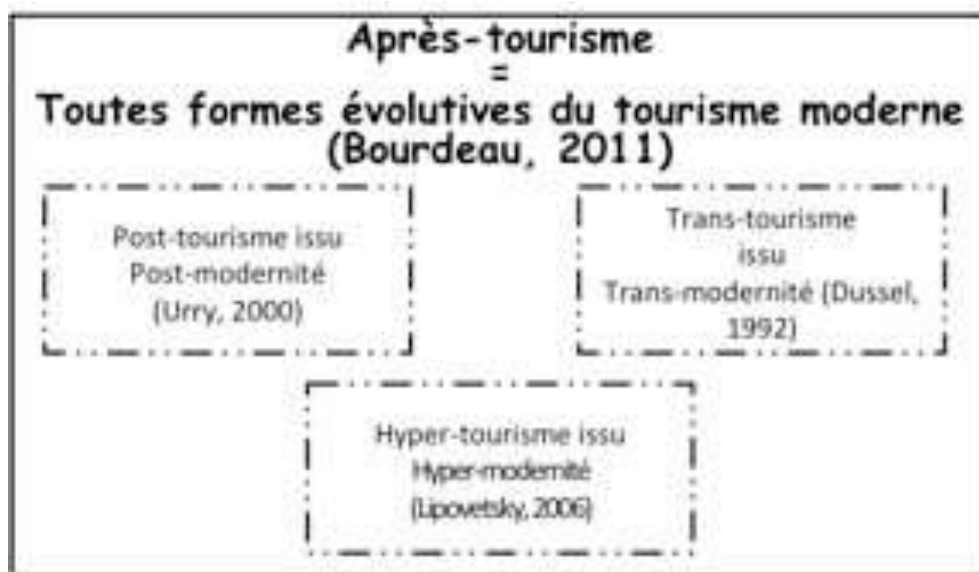 Après-tourisme
=
Toutes formes évolutives du tourisme moderne
(Bourdeau, 2011)
Post-tourisme issu
Post-modernité
(Urry, 2000)
Trans-tourisme
issu
Trans-modernité (Dussel,
1992)
Hyper-tourisme issu
Hyper-modernité
(Lipovetsky, 2006)